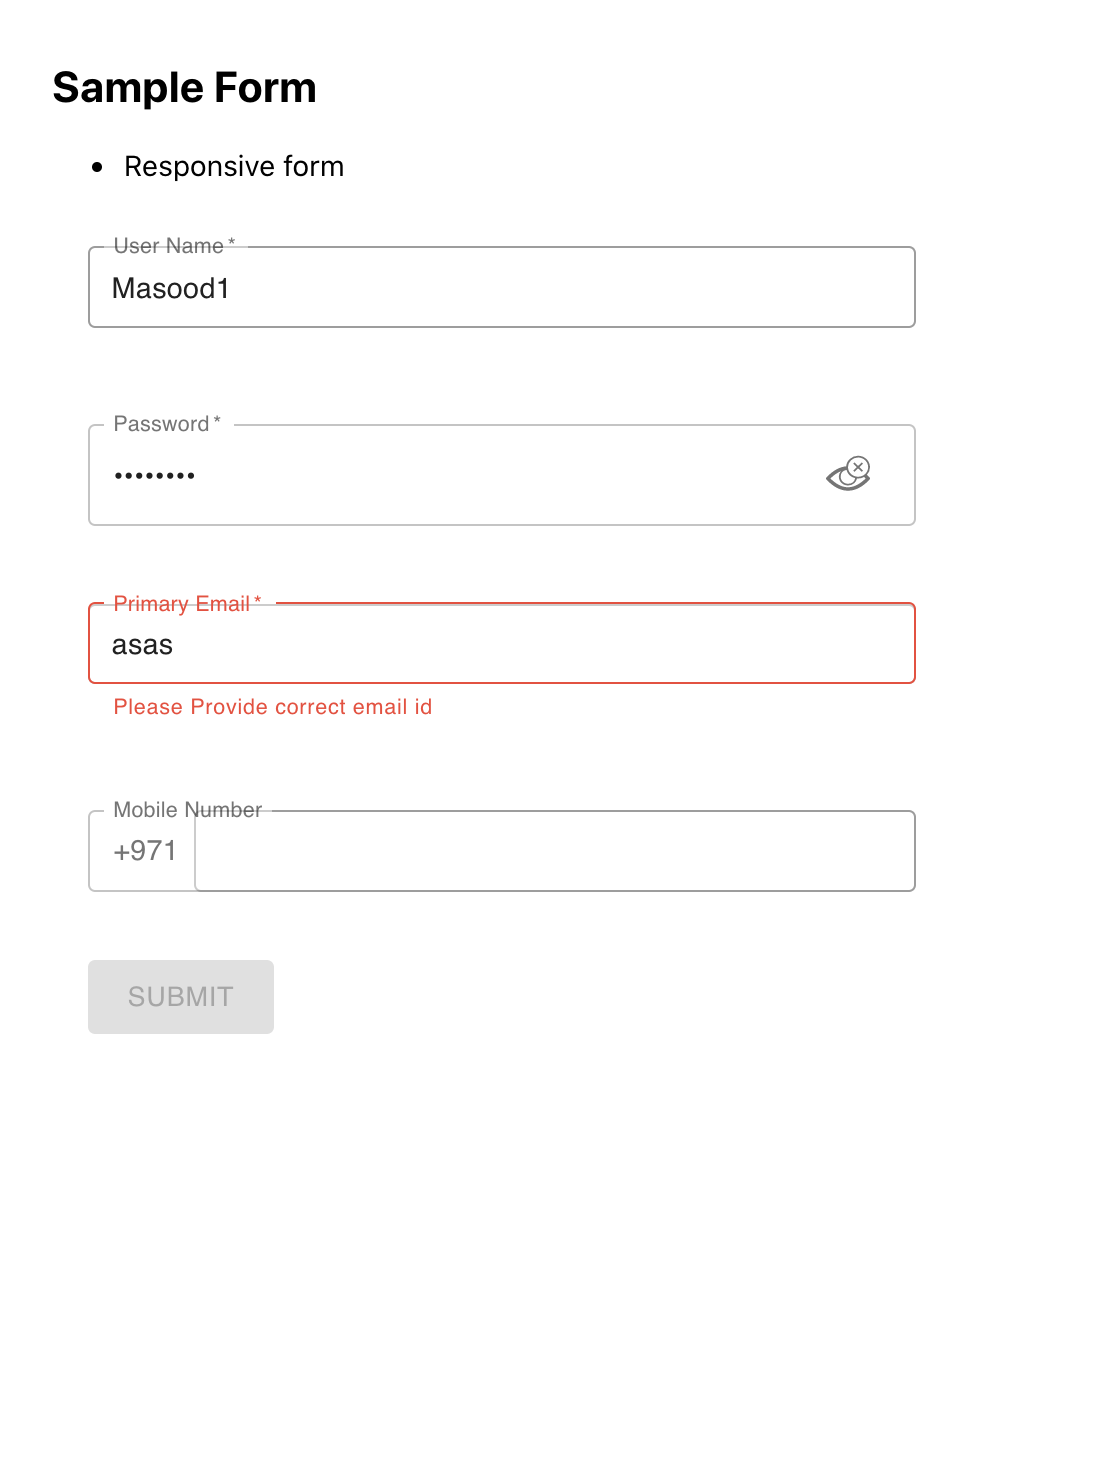 Sample Form
• Responsive form
User Name *
Masood1
Password *
••••••••
Primary Email *
asas
Please Provide correct email id
Mobile Number
+971
SUBMIT